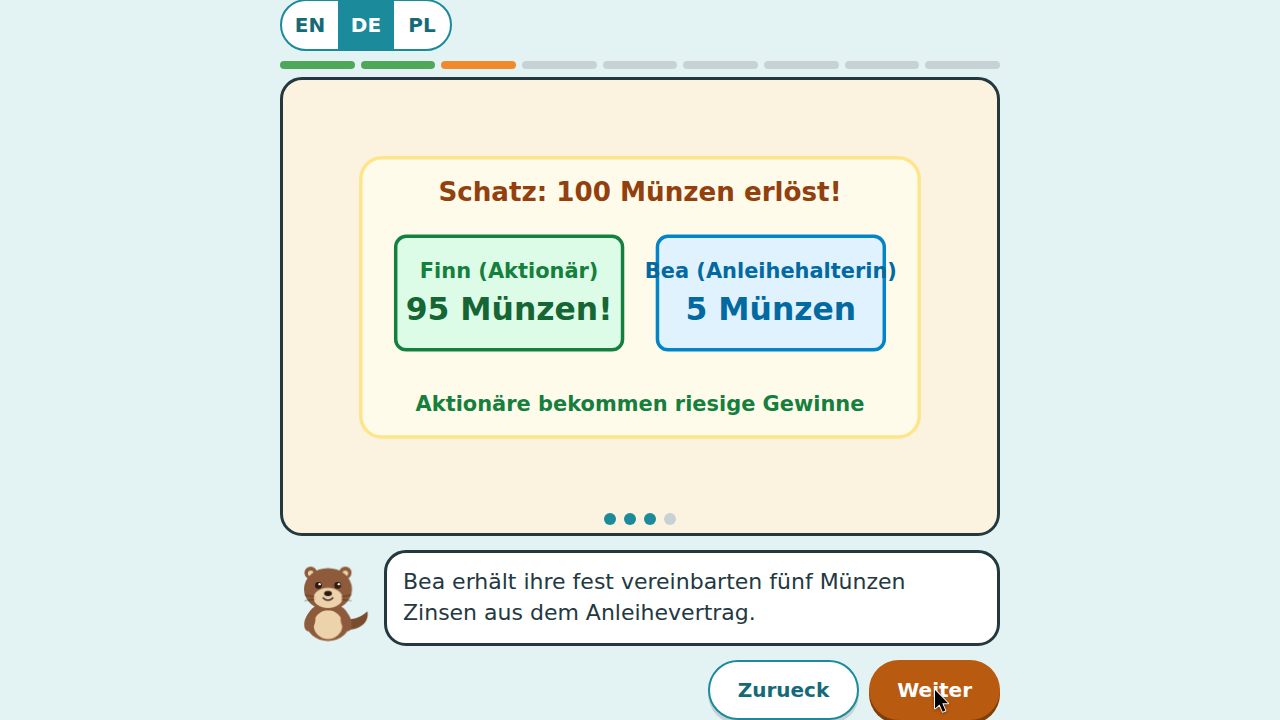 EN DE PL
Schatz: 100 Münzen erlöst!
Finn (Aktionär)
95 Münzen!
Bea (Anleihehalterin)
5 Münzen
Aktionäre bekommen riesige Gewinne
Bea erhält ihre fest vereinbarten fünf Münzen
Zinsen aus dem Anleihevertrag.
Zurueck
Weiter